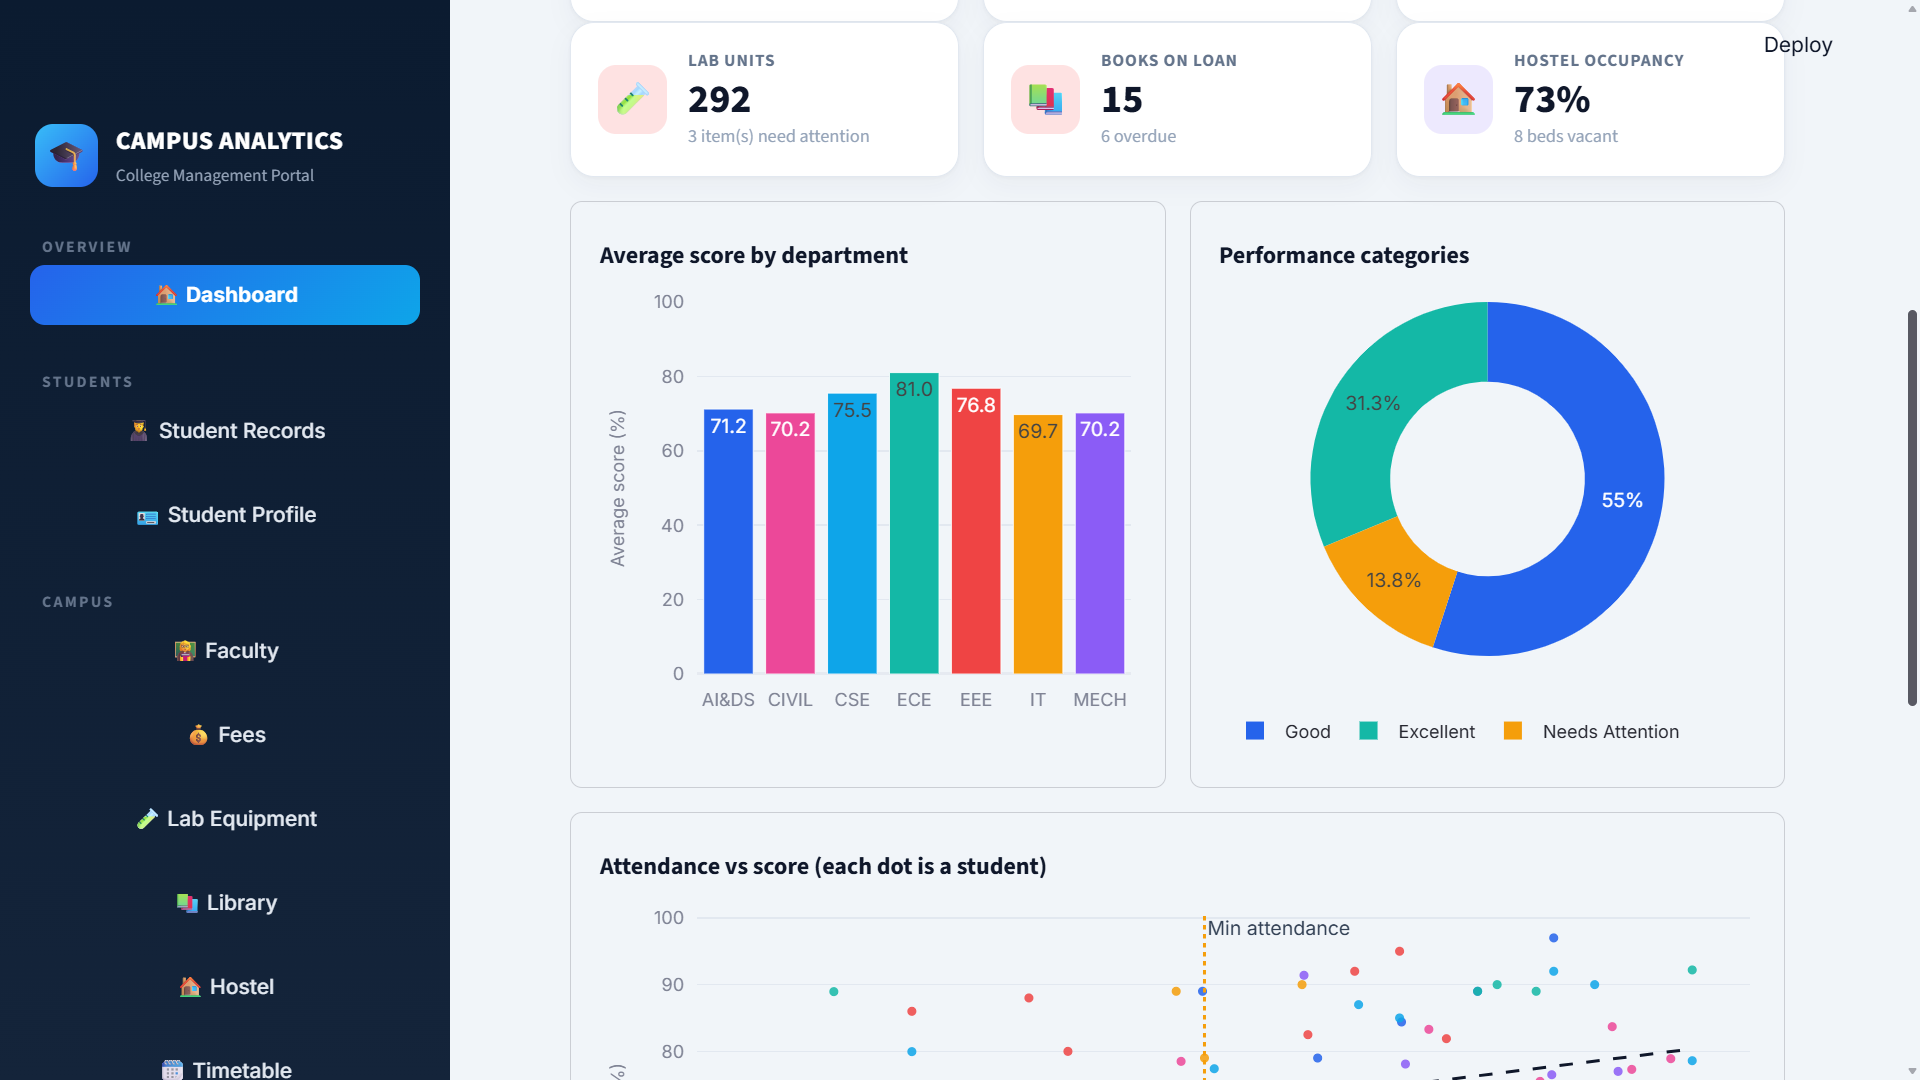 CAMPUS ANALYTICS
College Management Portal
OVERVIEW
Dashboard
STUDENTS
Student Records
Student Profile
CAMPUS
Faculty
Fees
Lab Equipment
Library
Hostel
Timetable
Deploy
LAB UNITS
292
3 item(s) need attention
BOOKS ON LOAN
15
6 overdue
HOSTEL OCCUPANCY
73%
8 beds vacant
Average score by department
100
80
60
40
20
0
Average score (%)
71.2
70.2
75.5
81.0
76.8
69.7
70.2
AI&DS CIVIL CSE ECE EEE IT MECH
Performance categories
31.3%
55%
13.8%
Good Excellent Needs Attention
Attendance vs score (each dot is a student)
100
Min attendance
90
80
%)